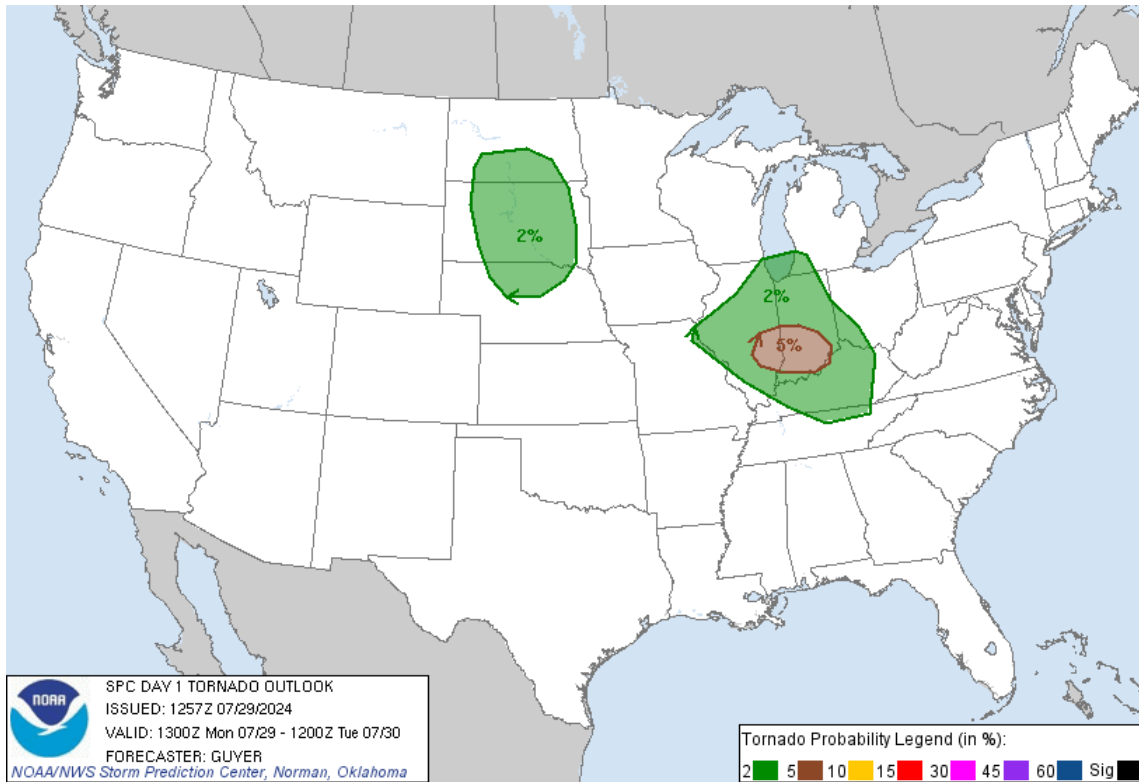 2%
2%
5%
NOAA
SPC DAY 1 TORNADO OUTLOOK
ISSUED: 1257Z 07/29/2024
VALID: 1300Z Mon 07/29 - 1200Z Tue 07/30
FORECASTER: GUYER
NOAA/NWS Storm Prediction Center, Norman, Oklahoma
Tornado Probability Legend (in %):
2 5 10 15 30 45 60 Sig